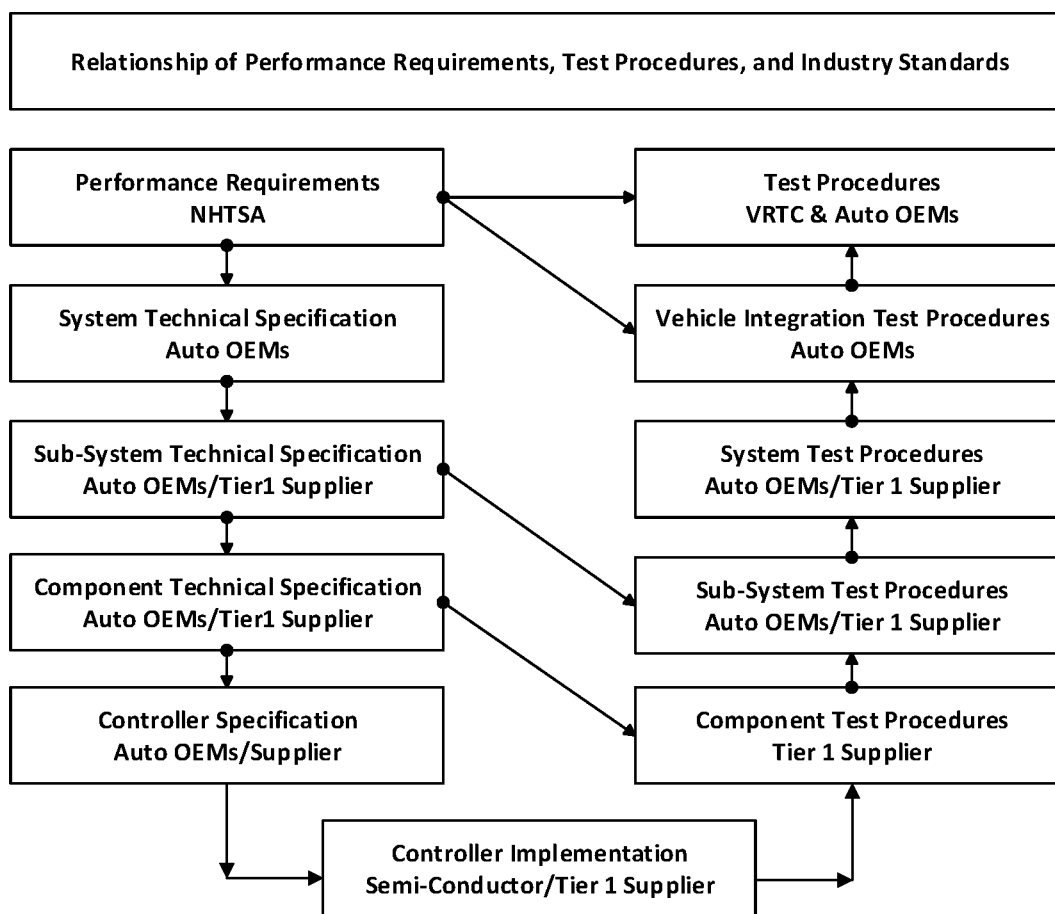 Relationship of Performance Requirements, Test Procedures, and Industry Standards
Performance Requirements
NHTSA
Test Procedures
VRTC & Auto OEMs
System Technical Specification
Auto OEMs
Vehicle Integration Test Procedures
Auto OEMs
Sub-System Technical Specification
Auto OEMs/Tier1 Supplier
System Test Procedures
Auto OEMs/Tier 1 Supplier
Component Technical Specification
Auto OEMs/Tier1 Supplier
Sub-System Test Procedures
Auto OEMs/Tier 1 Supplier
Controller Specification
Auto OEMs/Supplier
Component Test Procedures
Tier 1 Supplier
Controller Implementation
Semi-Conductor/Tier 1 Supplier